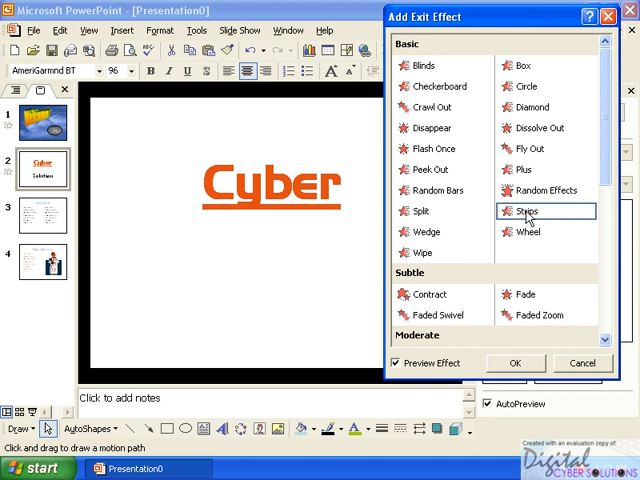 Microsoft PowerPoint - [Presentation0]
File Edit View Insert Format Tools Slide Show
AmeriGarmnd BT 96 B I U S A
1
2
Cyber
Solution
3
4
Cyber
Click to add notes
Add Exit Effect
Basic
Blinds Box
Checkerboard Circle
Crawl Out Diamond
Disappear Dissolve Out
Flash Once Fly Out
Peek Out Plus
Random Bars Random Effects
Split Strips
Wedge Wheel
Wipe
Subtle
Contract Fade
Faded Swivel Faded Zoom
Moderate
Preview Effect OK Cancel
AutoPreview
Draw AutoShapes
Click and drag to draw a motion path
start Presentation0
Created with an evaluation copy of
Digital
CYBER SOLUTIONS